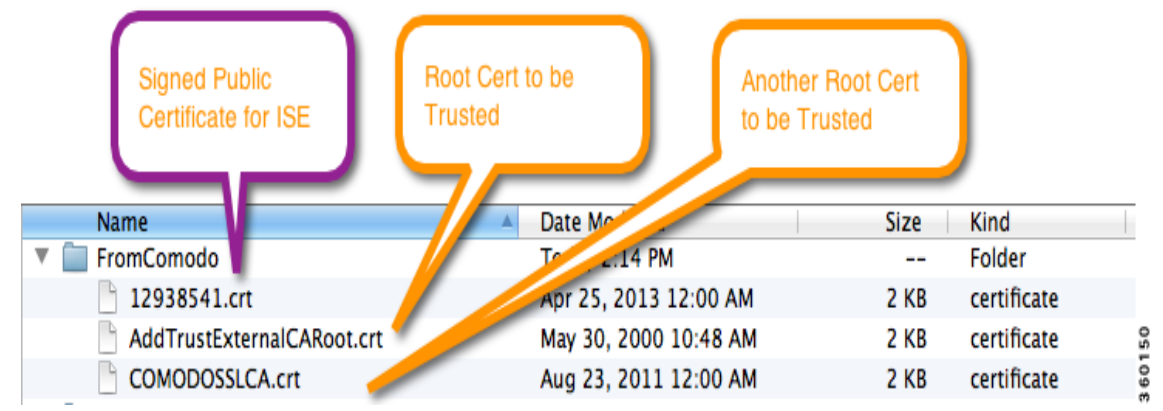 Signed Public
Certificate for ISE
Root Cert to be
Trusted
Another Root Cert
to be Trusted
Name Date Size Kind
FromComodo 2:14 PM -- Folder
12938541.crt Apr 25, 2013 12:00 AM 2 KB certificate
AddTrustExternalCARoot.crt May 30, 2000 10:48 AM 2 KB certificate
COMODOSSLCA.crt Aug 23, 2011 12:00 AM 2 KB certificate
360150